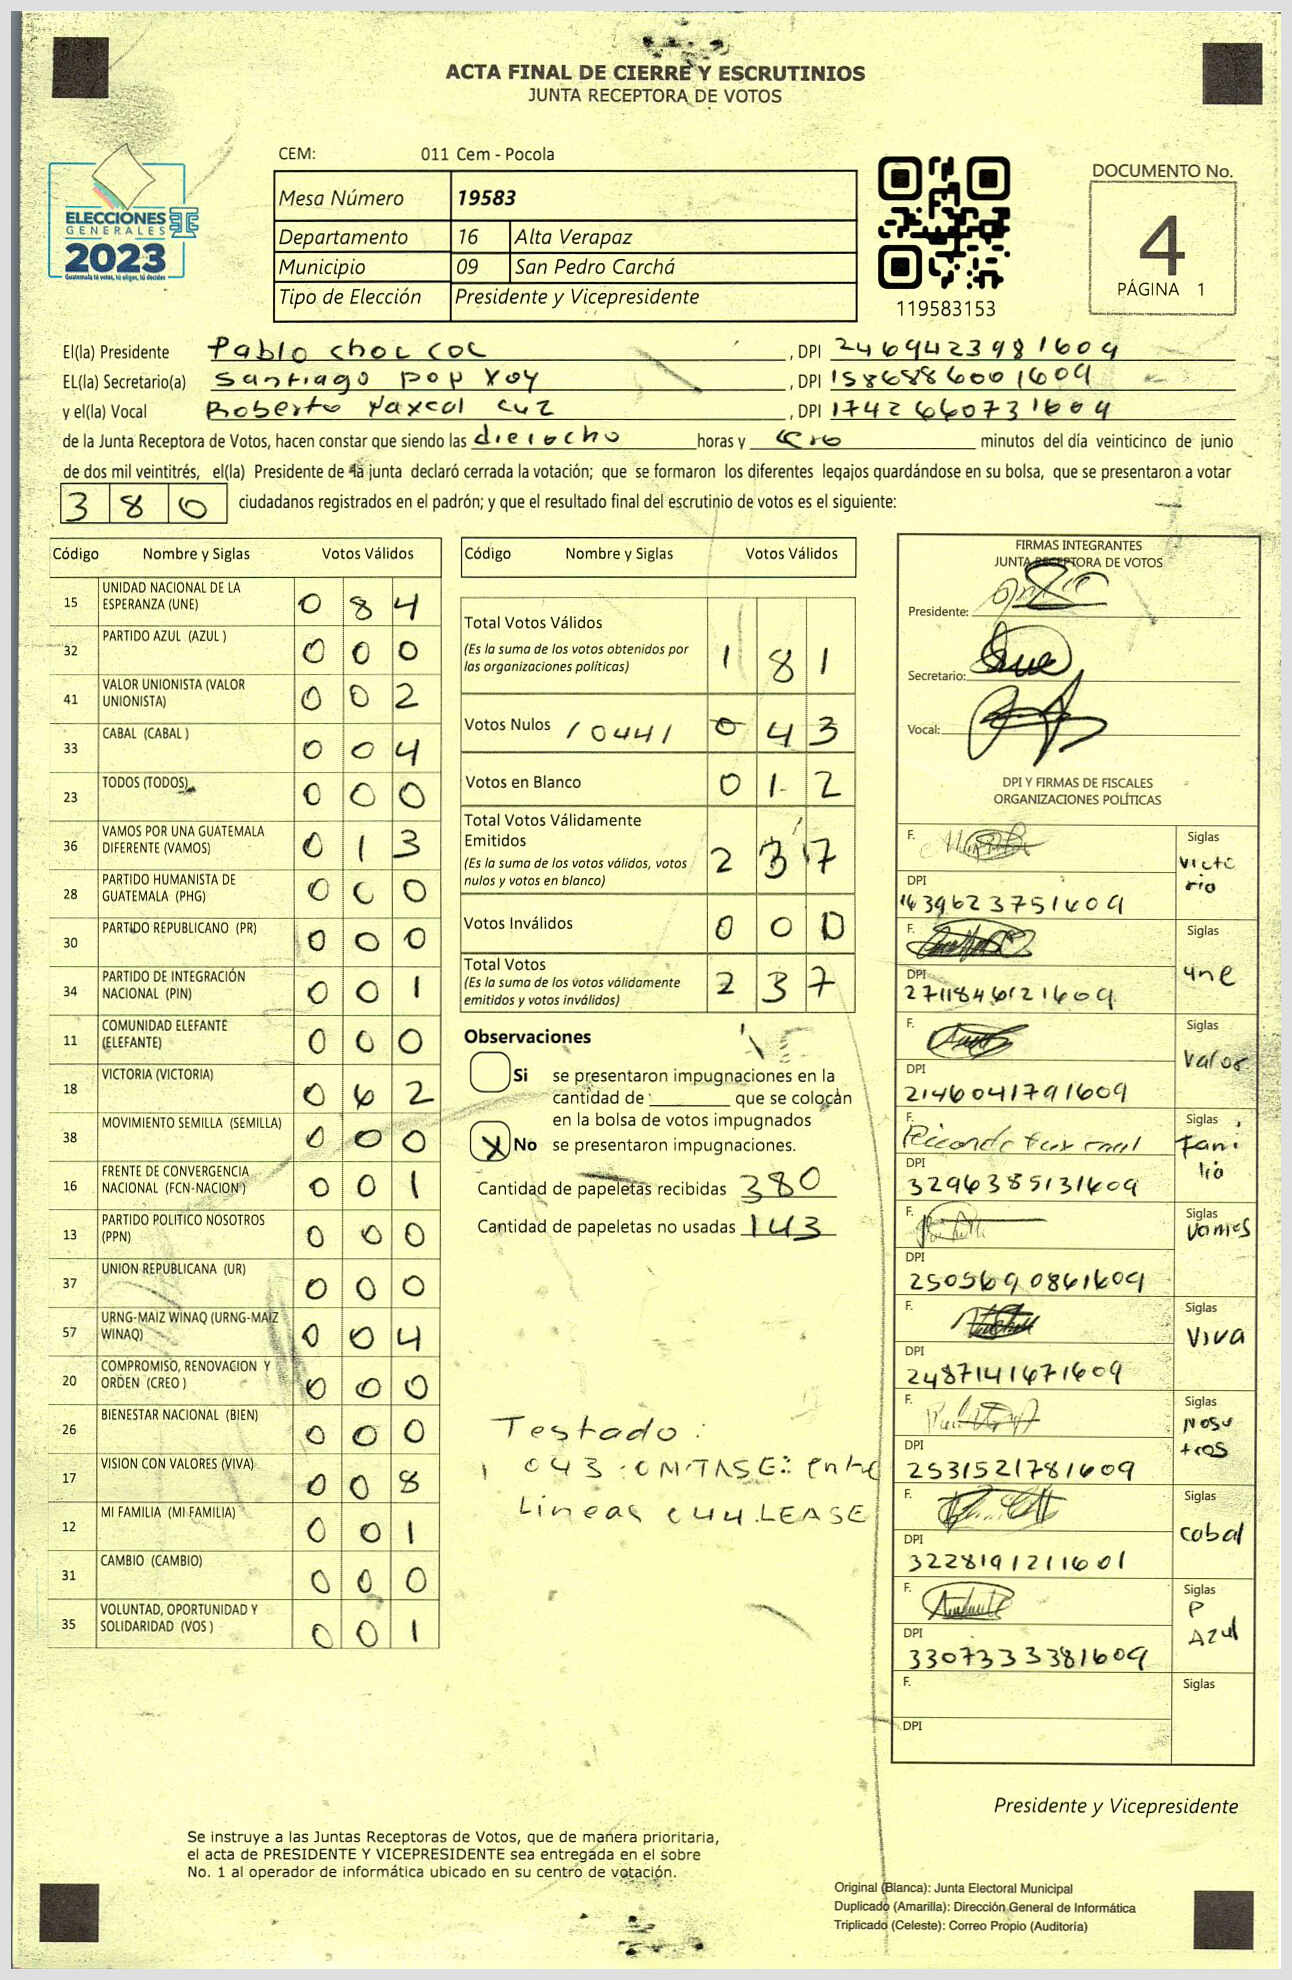 ACTA FINAL DE CIERRE Y ESCRUTINIOS
JUNTA RECEPTORA DE VOTOS
CEM: 011 Cem - Pocola
ELECCIONES
GENERALES
2023
Guatemala tú votas, tú eliges, tú decides
Mesa Número 19583
Departamento 16 Alta Verapaz
Municipio 09 San Pedro Carchá
Tipo de Elección Presidente y Vicepresidente
119583153
DOCUMENTO No.
4
PÁGINA 1
El(la) Presidente Pablo choc coc, DPI 2469423981609
EL(la) Secretario(a) Santiago pop xoy, DPI 1586886001609
y el(la) Vocal Roberto yaxcal cuz, DPI 1742660731609
de la Junta Receptora de Votos, hacen constar que siendo las dieciocho horas y cero minutos del día veinticinco de junio
de dos mil veintitrés, el(la) Presidente de la junta declaró cerrada la votación; que se formaron los diferentes legajos quardándose en su bolsa, que se presentaron a votar
380 ciudadanos registrados en el padrón; y que el resultado final del escrutinio de votos es el siguiente:
Código Nombre y Siglas Votos Válidos
15 UNIDAD NACIONAL DE LA ESPERANZA (UNE) 0 8 4
32 PARTIDO AZUL (AZUL ) 0 0 0
41 VALOR UNIONISTA (VALOR UNIONISTA) 0 0 2
33 CABAL (CABAL ) 0 0 4
23 TODOS (TODOS) 0 0 0
36 VAMOS POR UNA GUATEMALA DIFERENTE (VAMOS) 0 1 3
28 PARTIDO HUMANISTA DE GUATEMALA (PHG) 0 0 0
30 PARTIDO REPUBLICANO (PR) 0 0 0
34 PARTIDO DE INTEGRACIÓN NACIONAL (PIN) 0 0 1
11 COMUNIDAD ELEFANTE (ELEFANTE) 0 0 0
18 VICTORIA (VICTORIA) 0 6 2
38 MOVIMIENTO SEMILLA (SEMILLA) 0 0 0
16 FRENTE DE CONVERGENCIA NACIONAL (FCN-NACION ) 0 0 1
13 PARTIDO POLITICO NOSOTROS (PPN) 0 0 0
37 UNION REPUBLICANA (UR) 0 0 0
57 URNG-MAIZ WINAQ (URNG-MAIZ WINAQ) 0 0 4
20 COMPROMISO, RENOVACION Y ORDEN (CREO ) 0 0 0
26 BIENESTAR NACIONAL (BIEN) 0 0 0
17 VISION CON VALORES (VIVA) 0 0 8
12 MI FAMILIA (MI FAMILIA) 0 0 1
31 CAMBIO (CAMBIO) 0 0 0
35 VOLUNTAD, OPORTUNIDAD Y SOLIDARIDAD (VOS ) 0 0 1
Código Nombre y Siglas Votos Válidos
Total Votos Válidos
(Es la suma de los votos obtenidos por
las organizaciones políticas) 1 8 1
Votos Nulos / 044 / 0 4 3
Votos en Blanco 0 1 2
Total Votos Válidamente
Emitidos
(Es la suma de los votos válidos, votos
nulos y votos en blanco) 2 3 7
Votos Inválidos 0 0 0
Total Votos
(Es la suma de los votos válidamente
emitidos y votos inválidos) 2 3 7
Observaciones
Si se presentaron impugnaciones en la
cantidad de ________ que se colocan
en la bolsa de votos impugnados
X No se presentaron impugnaciones.
Cantidad de papeletas recibidas 380
Cantidad de papeletas no usadas 143
Testado :
043 OMITASE: Entre
Lineas 044 LEASE
FIRMAS INTEGRANTES
JUNTA RECEPTORA DE VOTOS
Presidente:
Secretario:
Vocal:
DPI Y FIRMAS DE FISCALES
ORGANIZACIONES POLÍTICAS
F. Siglas Victoria
DPI 1639623751609
F. Siglas une
DPI 2711846121609
F. Siglas Valor
DPI 2146041791609
F. Siglas Familia
DPI 3296385131609
F. Siglas Vamos
DPI 2505690861609
F. Siglas Viva
DPI 2487141671609
F. Siglas Nosotros
DPI 2531521781609
F. Siglas cabal
DPI 3228191211601
F. Siglas P Azul
DPI 3307333381609
F. Siglas
DPI
Presidente y Vicepresidente
Se instruye a las Juntas Receptoras de Votos, que de manera prioritaria,
el acta de PRESIDENTE Y VICEPRESIDENTE sea entregada en el sobre
No. 1 al operador de informática ubicado en su centro de votación.
Original (Blanca): Junta Electoral Municipal
Duplicado (Amarilla): Dirección General de Informática
Triplicado (Celeste): Correo Propio (Auditoría)